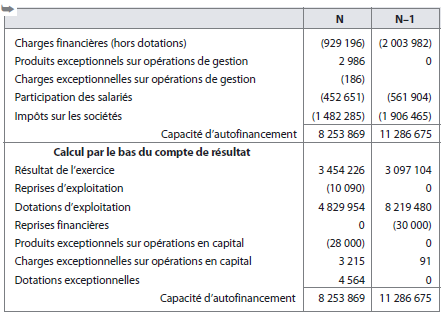 N N–1
Charges financières (hors dotations) (929 196) (2 003 982)
Produits exceptionnels sur opérations de gestion 2 986 0
Charges exceptionnelles sur opérations de gestion (186)
Participation des salariés (452 651) (561 904)
Impôts sur les sociétés (1 482 285) (1 906 465)
Capacité d'autofinancement 8 253 869 11 286 675
Calcul par le bas du compte de résultat
Résultat de l'exercice 3 454 226 3 097 104
Reprises d'exploitation (10 090) 0
Dotations d'exploitation 4 829 954 8 219 480
Reprises financières 0 (30 000)
Produits exceptionnels sur opérations en capital (28 000) 0
Charges exceptionnelles sur opérations en capital 3 215 91
Dotations exceptionnelles 4 564 0
Capacité d'autofinancement 8 253 869 11 286 675